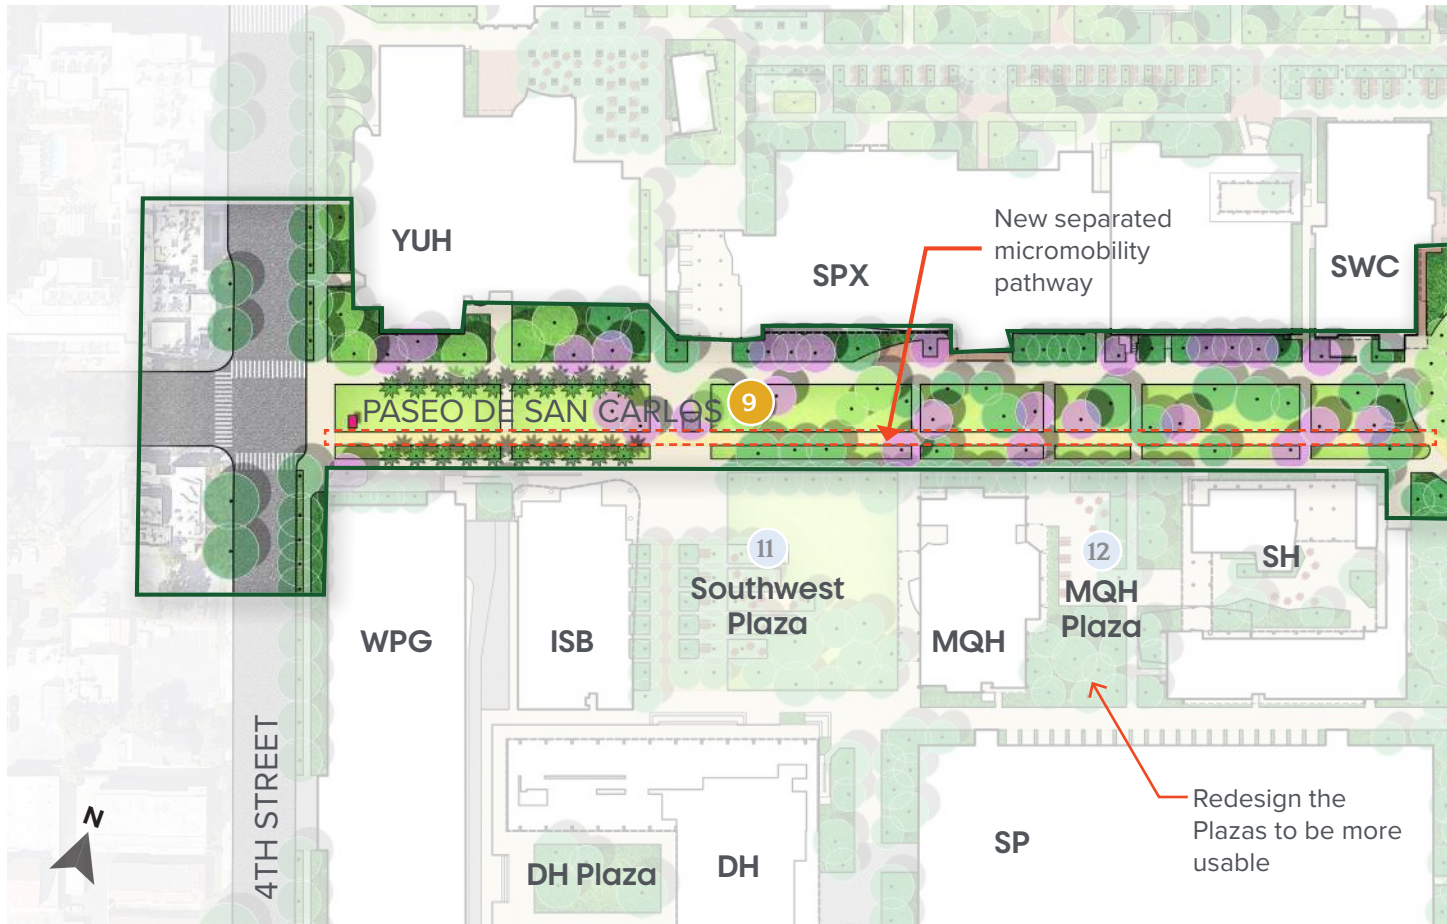 YUH
SPX
New separated
micromobility
pathway
SWC
PASEO DE SAN CARLOS
9
11
Southwest
Plaza
12
MQH
Plaza
SH
WPG
ISB
MQH
4TH STREET
N
DH Plaza
DH
SP
Redesign the
Plazas to be more
usable